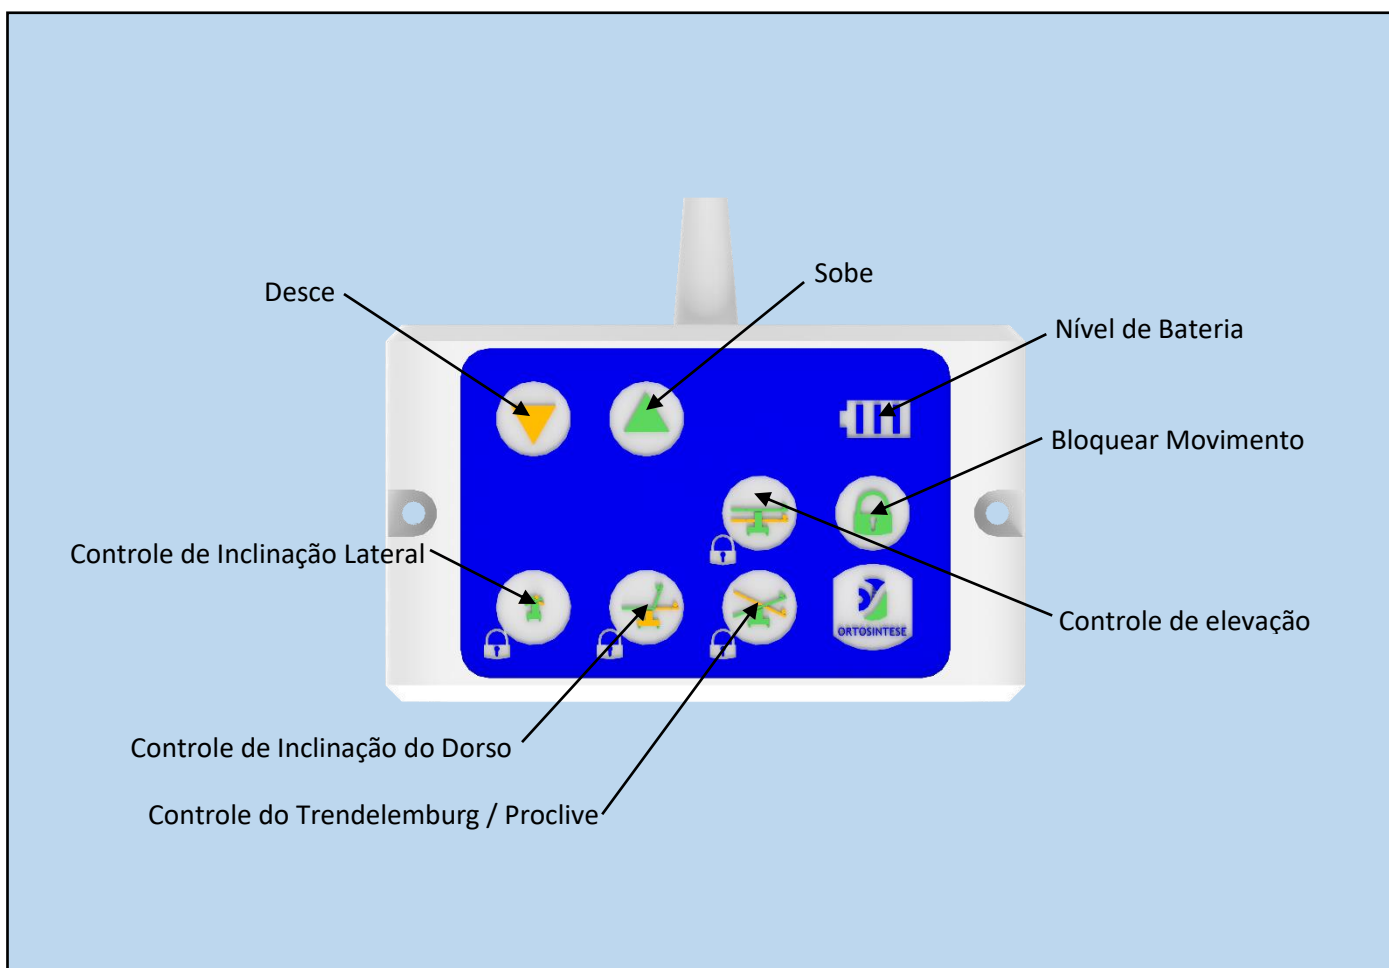 Sobe
Desce
Nível de Bateria
Bloquear Movimento
Controle de Inclinação Lateral
Controle de elevação
ORTOSINTESE
Controle de Inclinação do Dorso
Controle do Trendelemburg / Proclive